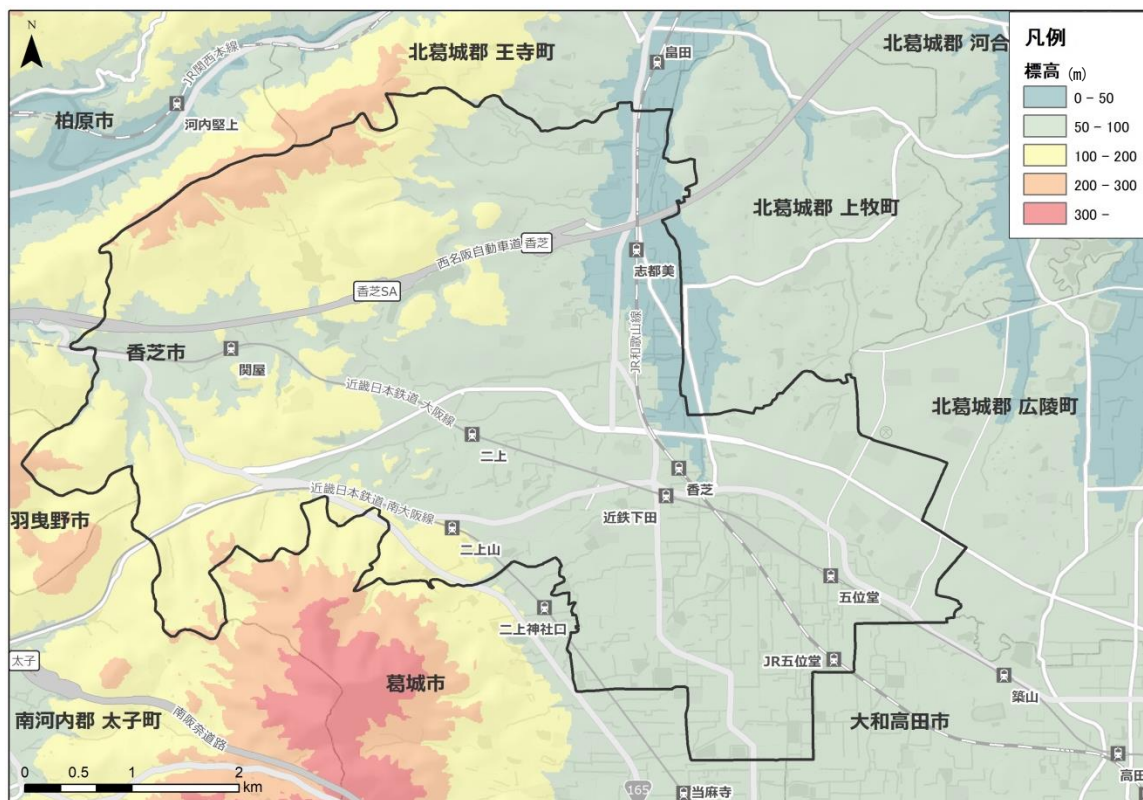 N
北葛城郡 王寺町
北葛城郡 河合
凡例
標高 (m)
0 - 50
50 - 100
100 - 200
200 - 300
300 -
JR関西本線
畠田
柏原市
河内堅上
北葛城郡 上牧町
西名阪自動車道
香芝
志都美
香芝SA
JR和歌山線
香芝市
関屋
近畿日本鉄道 大阪線
北葛城郡 広陵町
二上
香芝
近畿日本鉄道 南大阪線
近鉄下田
羽曳野市
二上山
五位堂
二上神社口
太子
JR五位堂
葛城市
築山
南河内郡 太子町
南阪奈道路
大和高田市
高田
0 0.5 1 2
km
165
当麻寺